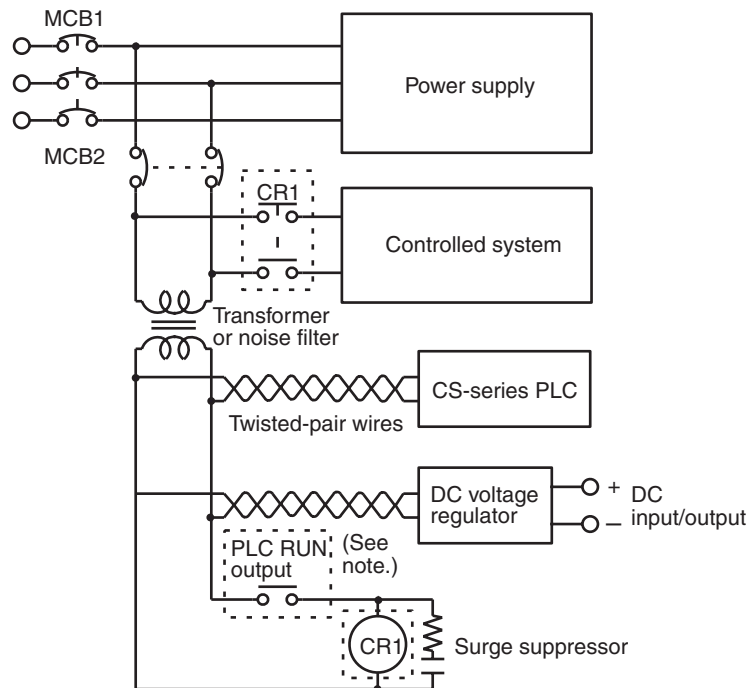 MCB1
Power supply
MCB2
CR1
Controlled system
Transformer
or noise filter
CS-series PLC
Twisted-pair wires
DC voltage
regulator
+
–
DC
input/output
PLC RUN
output
(See
note.)
CR1
Surge suppressor